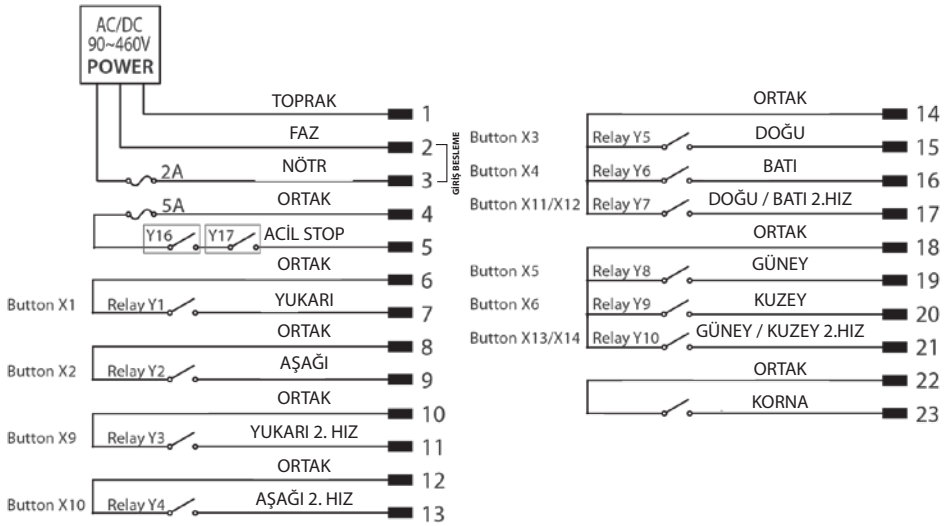 AC/DC
90~460V
POWER
TOPRAK 1
FAZ 2
2A NÖTR 3
GİRİŞ BESLEME
5A ORTAK 4
Y16 Y17 ACİL STOP 5
ORTAK 6
Button X1 Relay Y1 YUKARI 7
ORTAK 8
Button X2 Relay Y2 AŞAĞI 9
ORTAK 10
Button X9 Relay Y3 YUKARI 2. HIZ 11
ORTAK 12
Button X10 Relay Y4 AŞAĞI 2. HIZ 13
ORTAK 14
Button X3 Relay Y5 DOĞU 15
Button X4 Relay Y6 BATI 16
Button X11/X12 Relay Y7 DOĞU / BATI 2.HIZ 17
ORTAK 18
Button X5 Relay Y8 GÜNEY 19
Button X6 Relay Y9 KUZEY 20
Button X13/X14 Relay Y10 GÜNEY / KUZEY 2.HIZ 21
ORTAK 22
KORNA 23